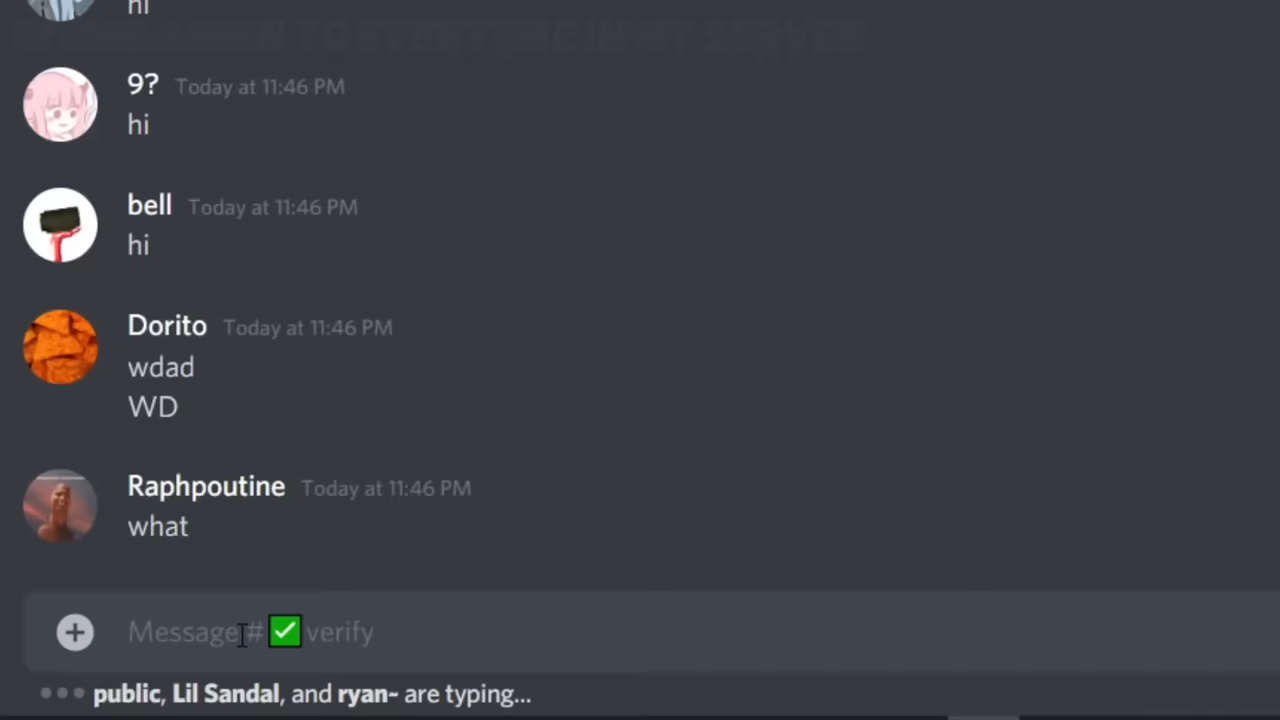 hi
9? Today at 11:46 PM
hi
bell Today at 11:46 PM
hi
Dorito Today at 11:46 PM
wdad
WD
Raphpoutine Today at 11:46 PM
what
Message #✅verify
public, Lil Sandal, and ryan~ are typing...